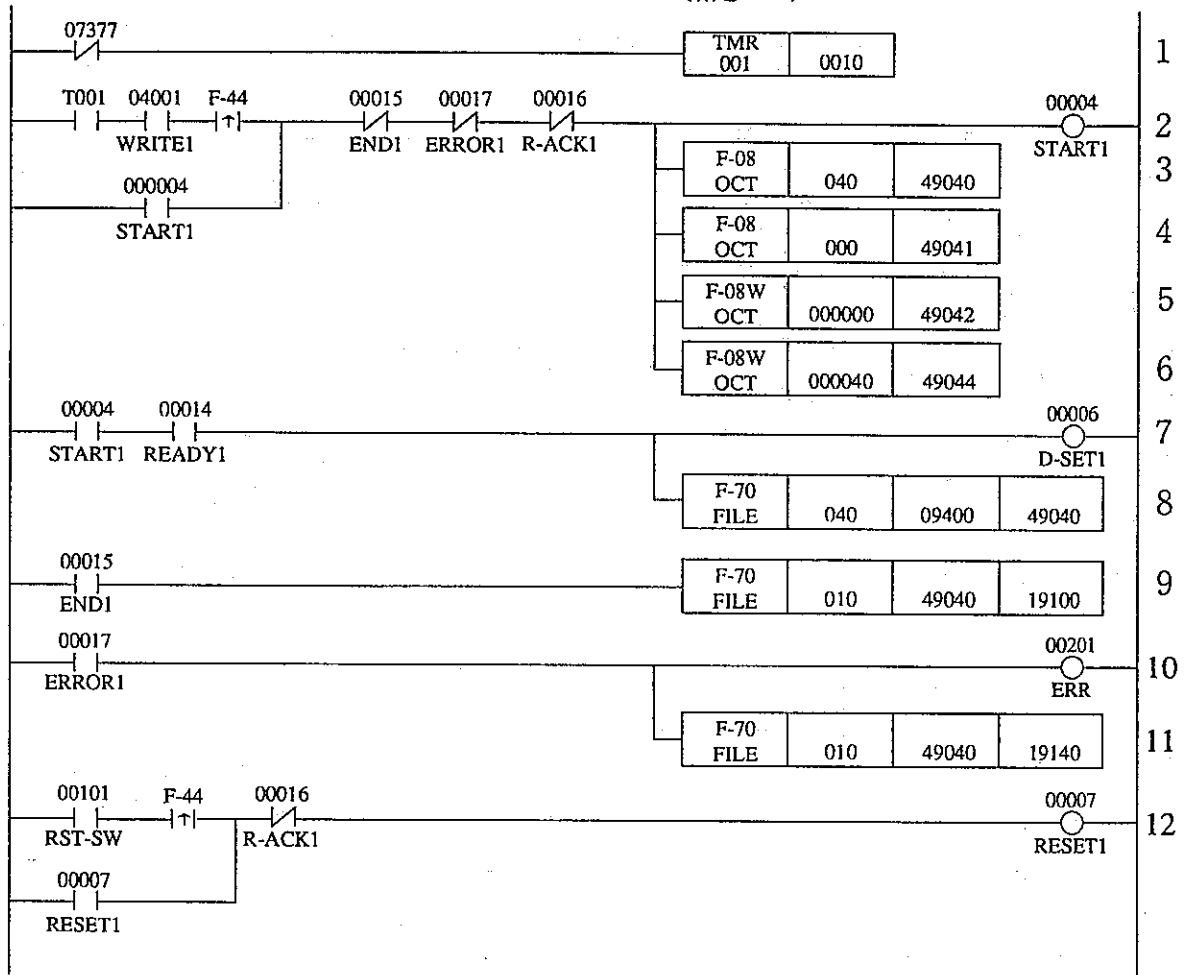 07377
TMR
001 0010 1
T001 04001 F-44 00015 00017 00016 00004
WRITE1 END1 ERROR1 R-ACK1 START1 2
000004
START1
F-08
OCT 040 49040 3
F-08
OCT 000 49041 4
F-08W
OCT 000000 49042 5
F-08W
OCT 000040 49044 6
00004 00014 00006
START1 READY1 D-SET1 7
F-70
FILE 040 09400 49040 8
00015
END1
F-70
FILE 010 49040 19100 9
00017 00201
ERROR1 ERR 10
F-70
FILE 010 49040 19140 11
00101 F-44 00016 00007
RST-SW R-ACK1 RESET1 12
00007
RESET1